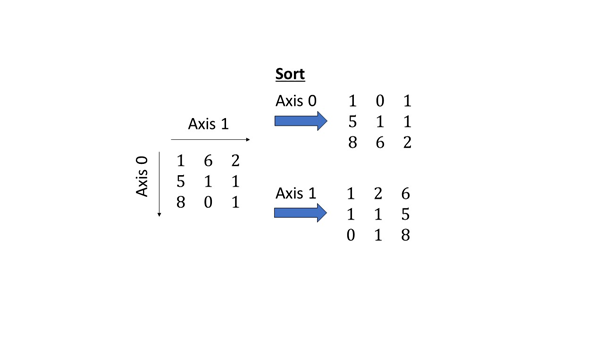 Sort
Axis 0
1 0 1
5 1 1
8 6 2
Axis 1
Axis 0
1 6 2
5 1 1
8 0 1
Axis 1
1 2 6
1 1 5
0 1 8